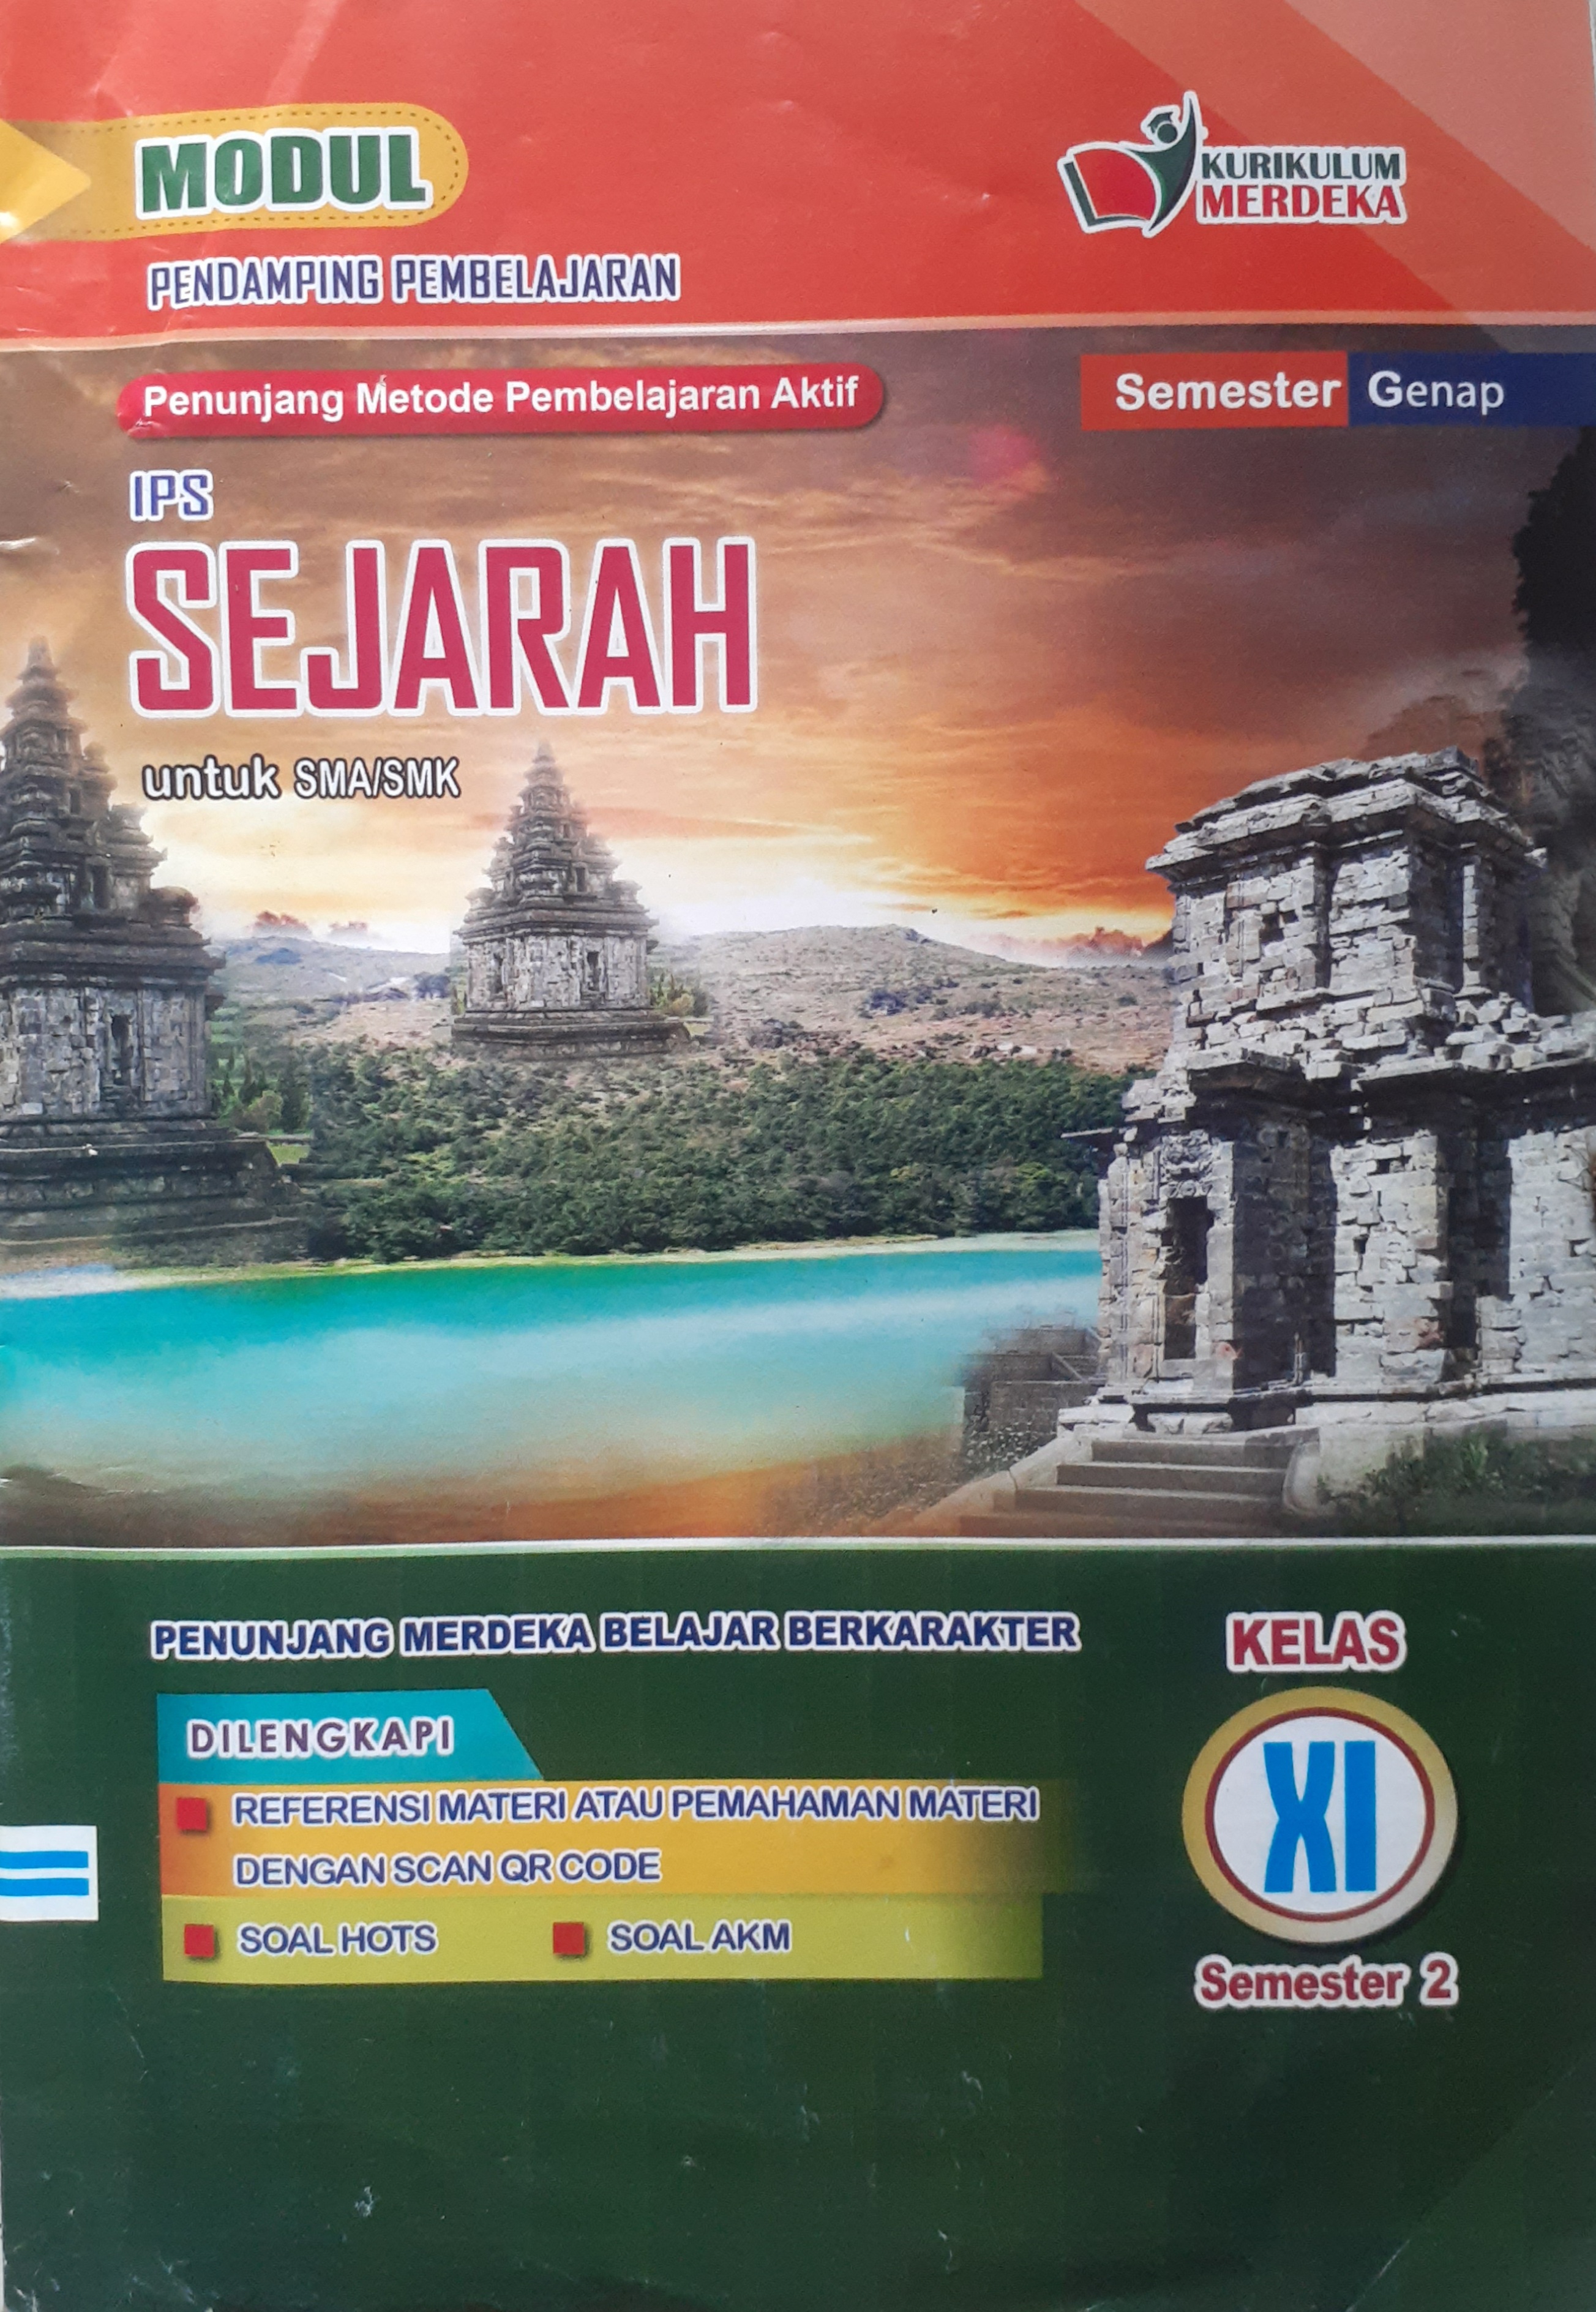 MODUL
KURIKULUM
MERDEKA
PENDAMPING PEMBELAJARAN
Penunjang Metode Pembelajaran Aktif
Semester Genap
IPS
SEJARAH
untuk SMA/SMK
PENUNJANG MERDEKA BELAJAR BERKARAKTER
KELAS
XI
Semester 2
DILENGKAPI
REFERENSI MATERI ATAU PEMAHAMAN MATERI
DENGAN SCAN QR CODE
SOAL HOTS
SOAL AKM